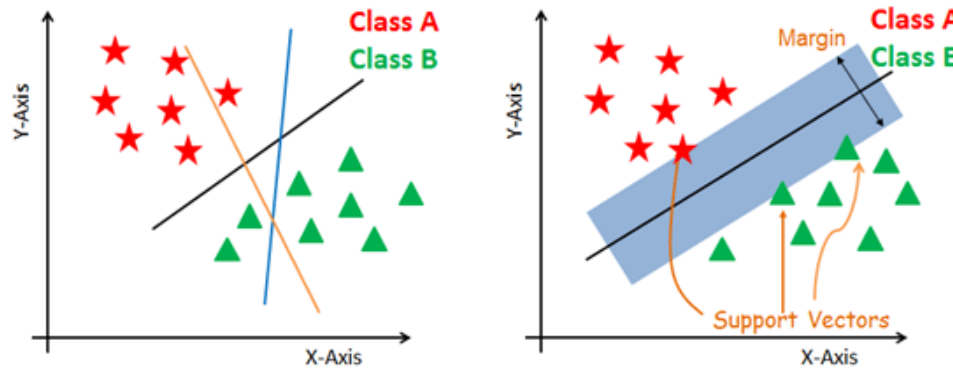 Class A
Class B
Y-Axis
X-Axis
Class A
Margin
Class B
Y-Axis
Support Vectors
X-Axis